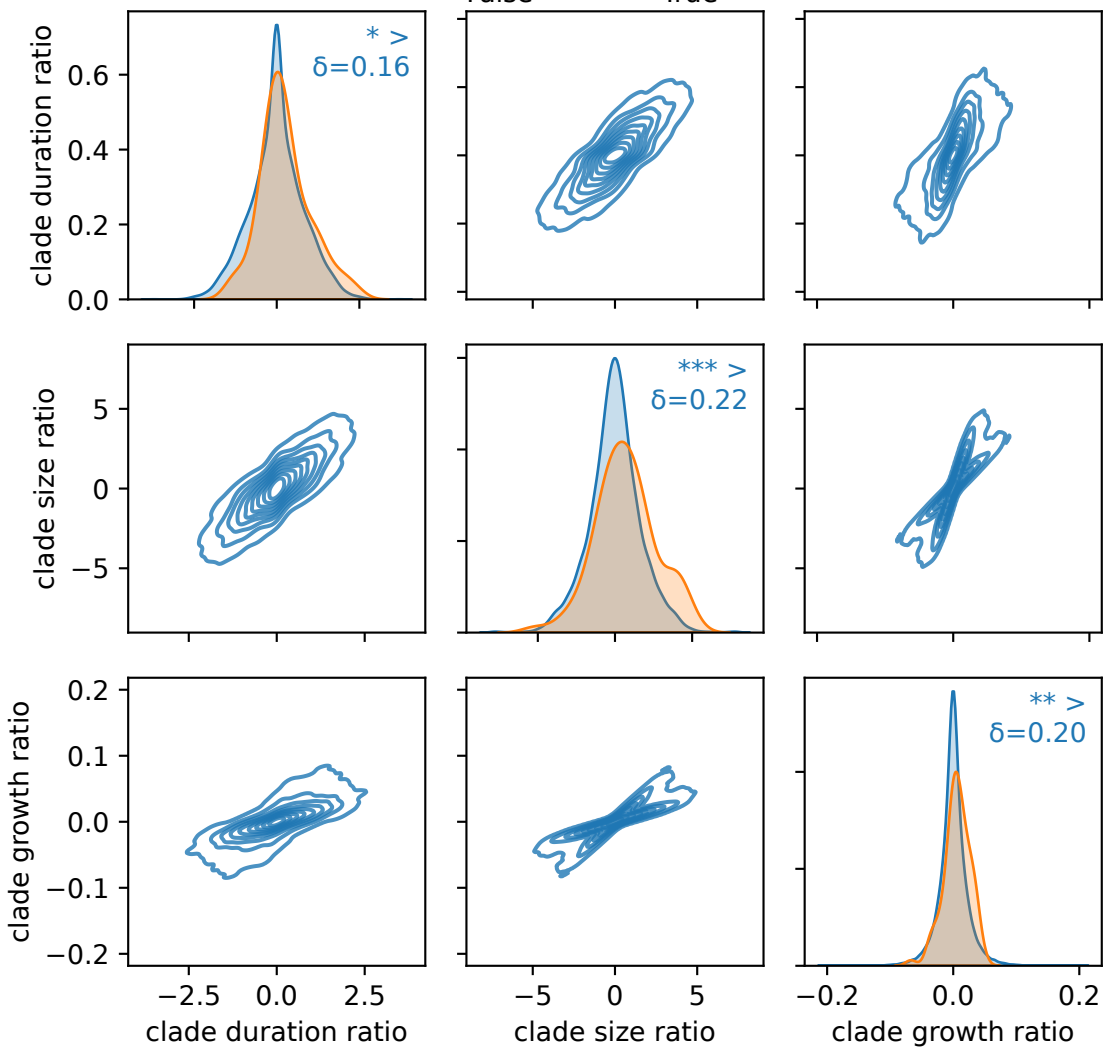 True
clade duration ratio
0.6
0.4
0.2
0.0
* >
δ=0.16
clade size ratio
5
0
−5
*** >
δ=0.22
clade growth ratio
0.2
0.1
0.0
−0.1
−0.2
** >
δ=0.20
−2.5 0.0 2.5
−5 0 5
−0.2 0.0 0.2
clade duration ratio
clade size ratio
clade growth ratio